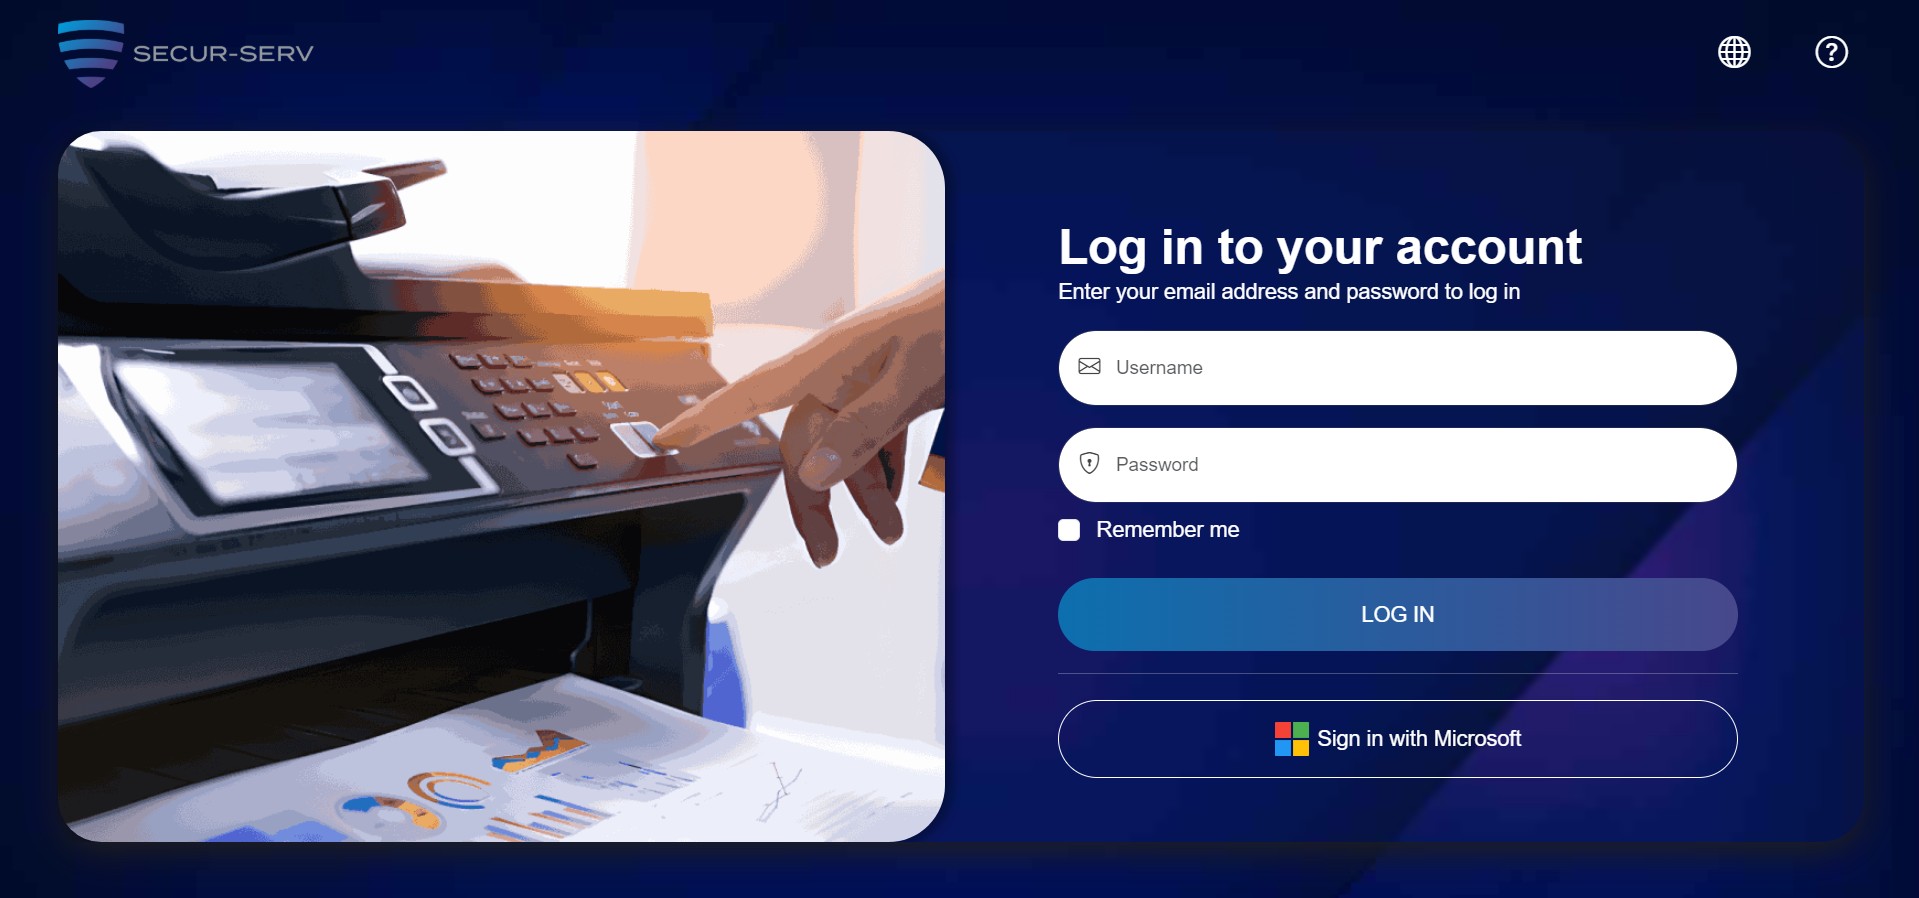 SECUR-SERV
Log in to your account
Enter your email address and password to log in
Username
Password
Remember me
LOG IN
Sign in with Microsoft